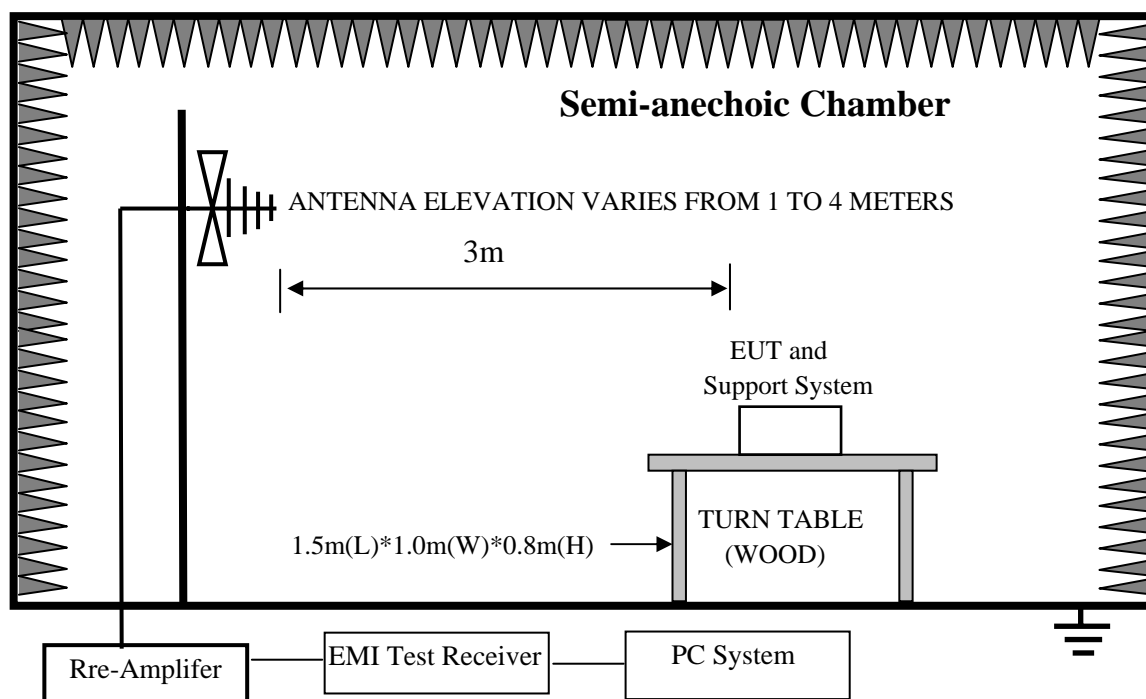 Semi-anechoic Chamber
ANTENNA ELEVATION VARIES FROM 1 TO 4 METERS
3m
EUT and
Support System
TURN TABLE
(WOOD)
1.5m(L)*1.0m(W)*0.8m(H)
Rre-Amplifer
EMI Test Receiver
PC System